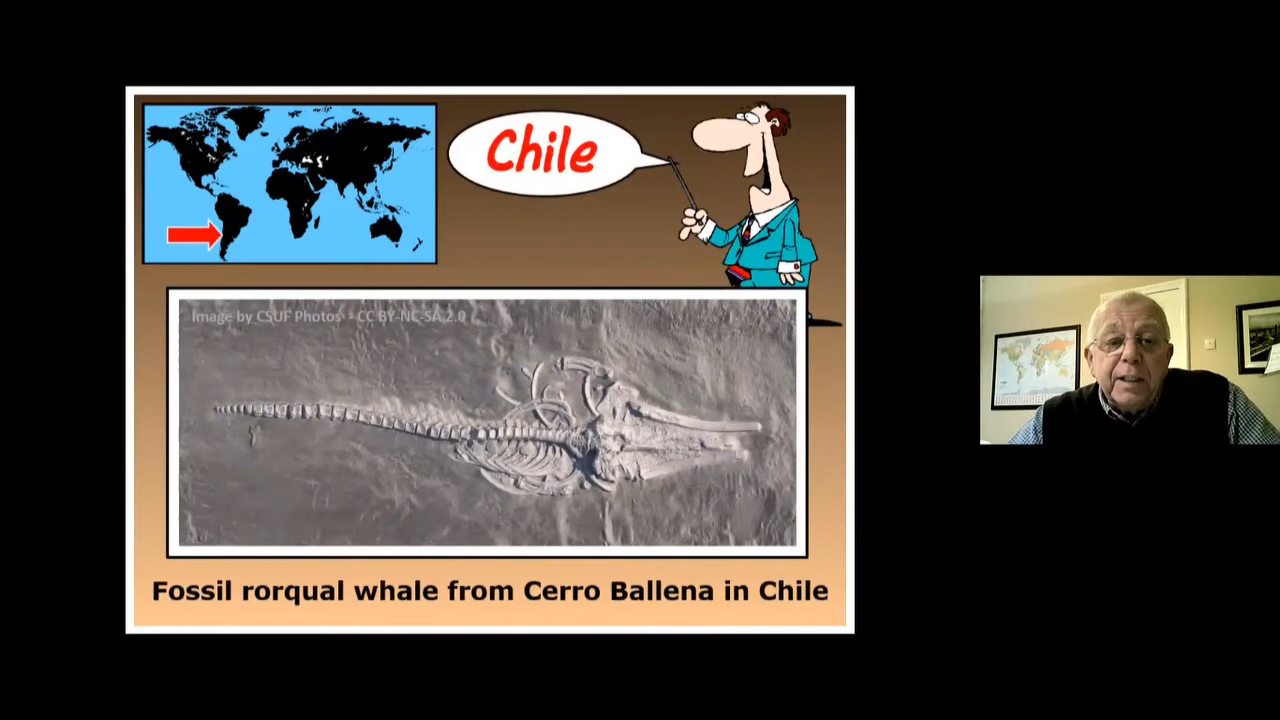 Chile
Image by CSUF Photos - CC BY-NC-SA 2.0
Fossil rorqual whale from Cerro Ballena in Chile